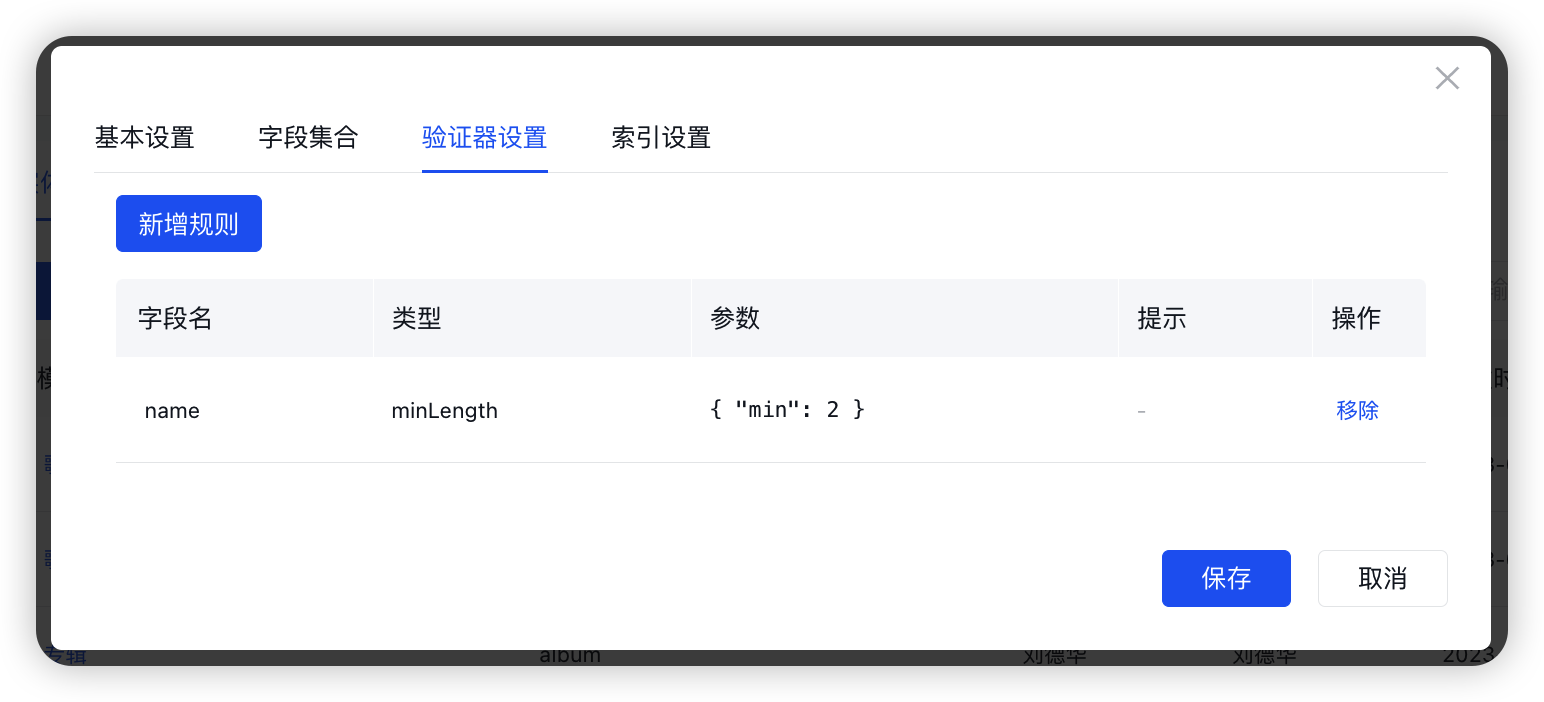 基本设置 字段集合 验证器设置 索引设置
新增规则
字段名 类型 参数 提示 操作
name minLength { "min": 2 } - 移除
保存 取消
专辑 album 刘德华 刘德华 2023